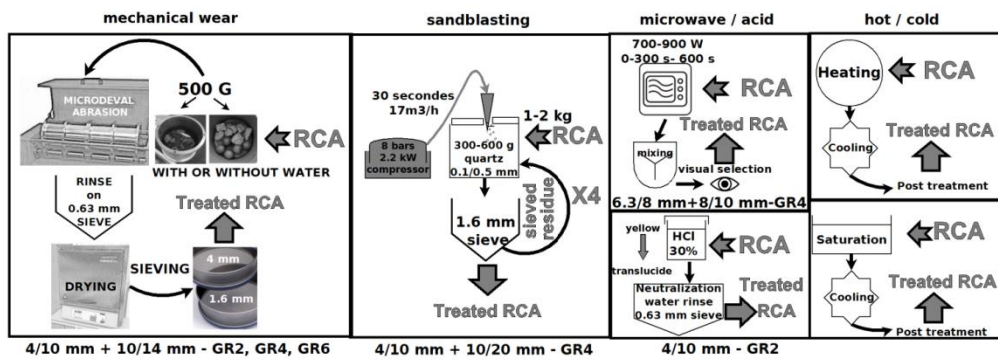 mechanical wear
MICRODEVAL
ABRASION
500 G
RCA
WITH OR WITHOUT WATER
RINSE
on
0.63 mm
SIEVE
Treated RCA
DRYING
SIEVING
4 mm
1.6 mm
4/10 mm + 10/14 mm - GR2, GR4, GR6
sandblasting
30 secondes
17m3/h
8 bars
2.2 kW
compressor
1-2 kg
RCA
300-600 g
quartz
0.1/0.5 mm
X4
sieved
residue
1.6 mm
sieve
Treated RCA
4/10 mm + 10/20 mm - GR4
microwave / acid
700-900 W
0-300 s- 600 s
RCA
Treated RCA
mixing
visual selection
6.3/8 mm+8/10 mm-GR4
yellow
translucide
HCl
30%
RCA
Neutralization
water rinse
0.63 mm sieve
Treated
RCA
4/10 mm - GR2
hot / cold
Heating
RCA
Cooling
Treated RCA
Post treatment
Saturation
RCA
Cooling
Treated RCA
Post treatment